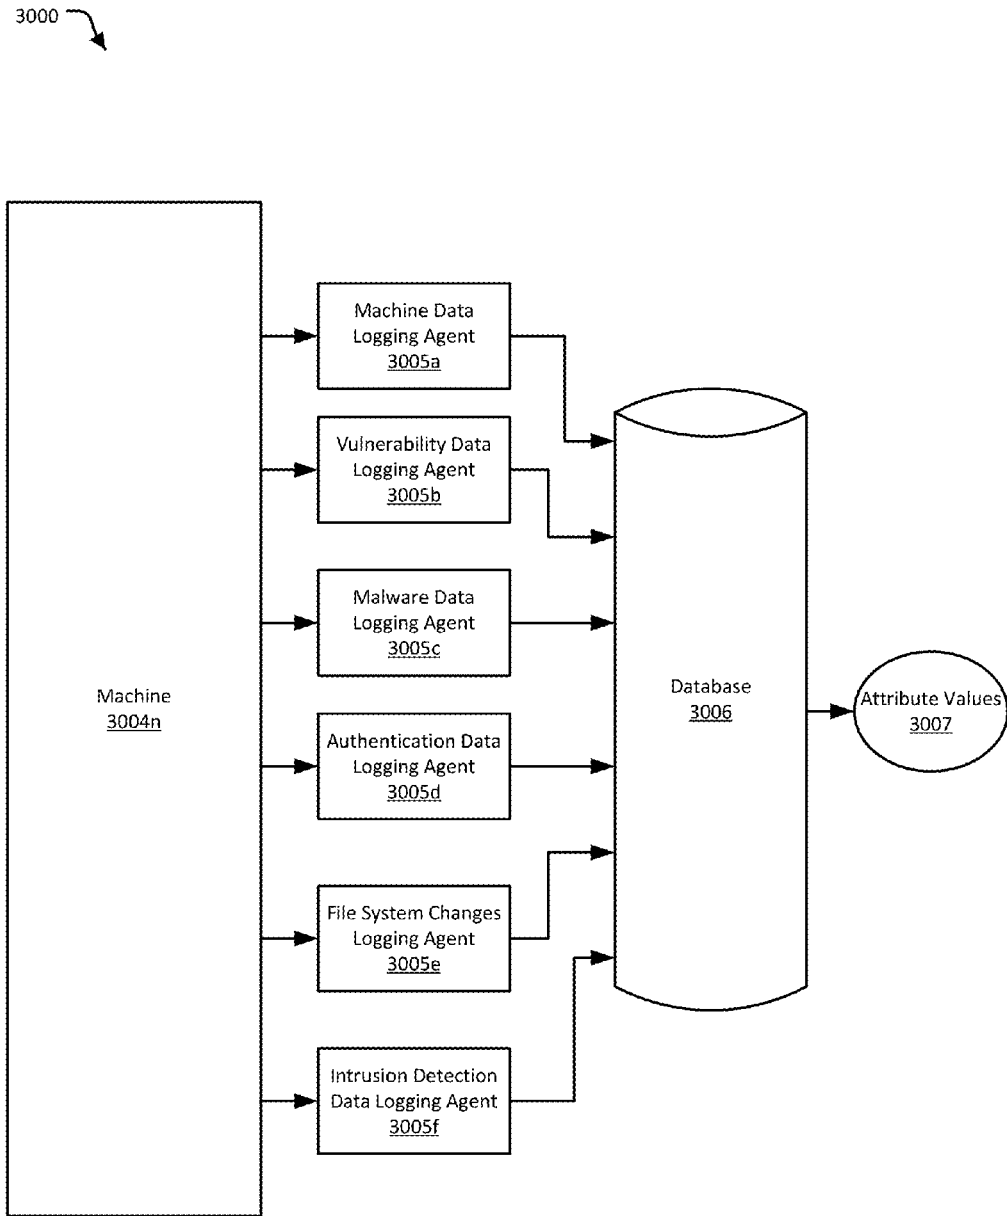 3000
Machine Data
Logging Agent
3005a
Vulnerability Data
Logging Agent
3005b
Malware Data
Logging Agent
3005c
Machine
3004n
Database
3006
Attribute Values
3007
Authentication Data
Logging Agent
3005d
File System Changes
Logging Agent
3005e
Intrusion Detection
Data Logging Agent
3005f